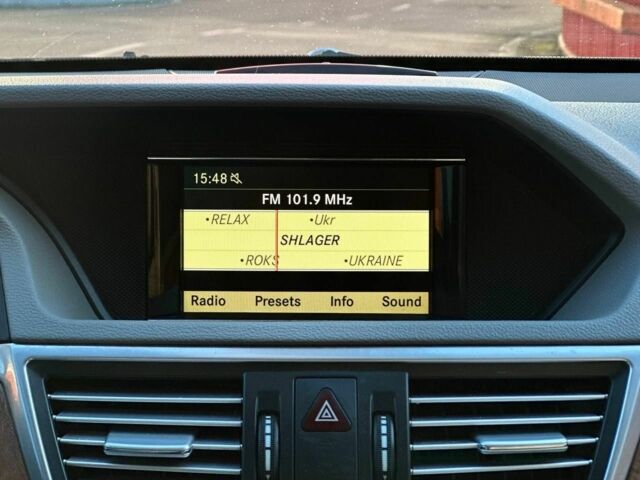 15:48
FM 101.9 MHz
•RELAX •Ukr
SHLAGER
•ROKS •UKRAINE
Radio Presets Info Sound